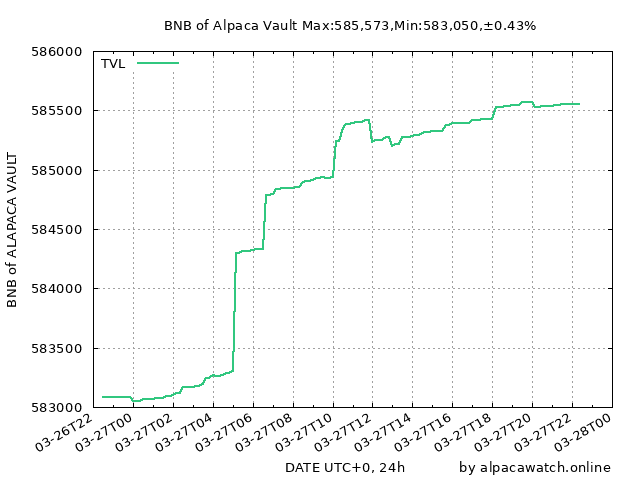 BNB of Alpaca Vault Max:585,573,Min:583,050,±0.43%
TVL
586000
585500
585000
584500
584000
583500
583000
BNB of ALAPACA VAULT
03-26T22
03-27T00
03-27T02
03-27T04
03-27T06
03-27T08
03-27T10
03-27T12
03-27T14
03-27T16
03-27T18
03-27T20
03-27T22
03-28T00
DATE UTC+0, 24h
by alpacawatch.online